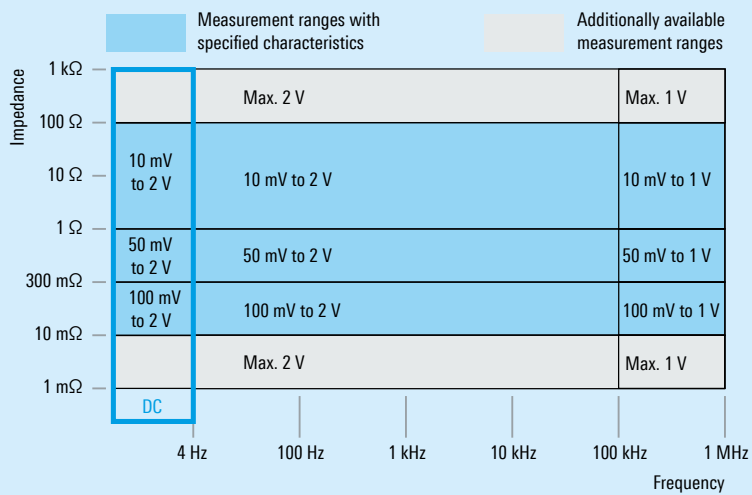 Measurement ranges with
specified characteristics
Additionally available
measurement ranges
Impedance
1 kΩ
Max. 2 V
Max. 1 V
100 Ω
10 mV
to 2 V
10 Ω
10 mV to 2 V
10 mV to 1 V
1 Ω
50 mV
to 2 V
50 mV to 2 V
50 mV to 1 V
300 mΩ
100 mV
to 2 V
100 mV to 2 V
100 mV to 1 V
10 mΩ
Max. 2 V
Max. 1 V
1 mΩ
DC
4 Hz
100 Hz
1 kHz
10 kHz
100 kHz
1 MHz
Frequency